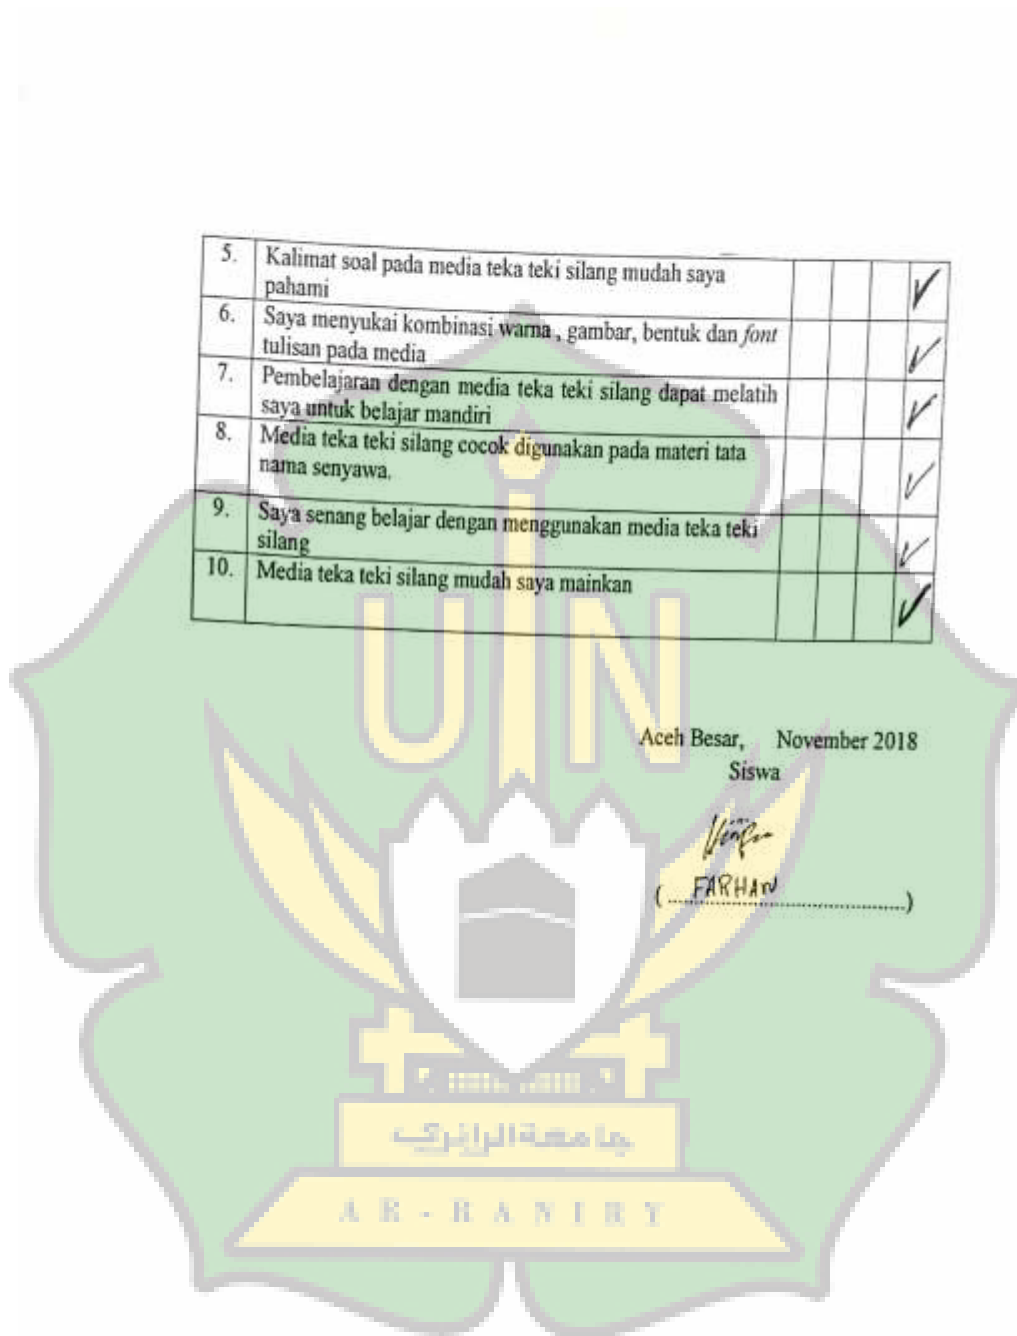 5. Kalimat soal pada media teka teki silang mudah saya
pahami ✓
6. Saya menyukai kombinasi warna , gambar, bentuk dan font
tulisan pada media ✓
7. Pembelajaran dengan media teka teki silang dapat melatih
saya untuk belajar mandiri ✓
8. Media teka teki silang cocok digunakan pada materi tata
nama senyawa. ✓
9. Saya senang belajar dengan menggunakan media teka teki
silang ✓
10. Media teka teki silang mudah saya mainkan ✓
Aceh Besar, November 2018
Siswa
( FARHAN )
UIN
جامعة الرانري
AR-RANIRY